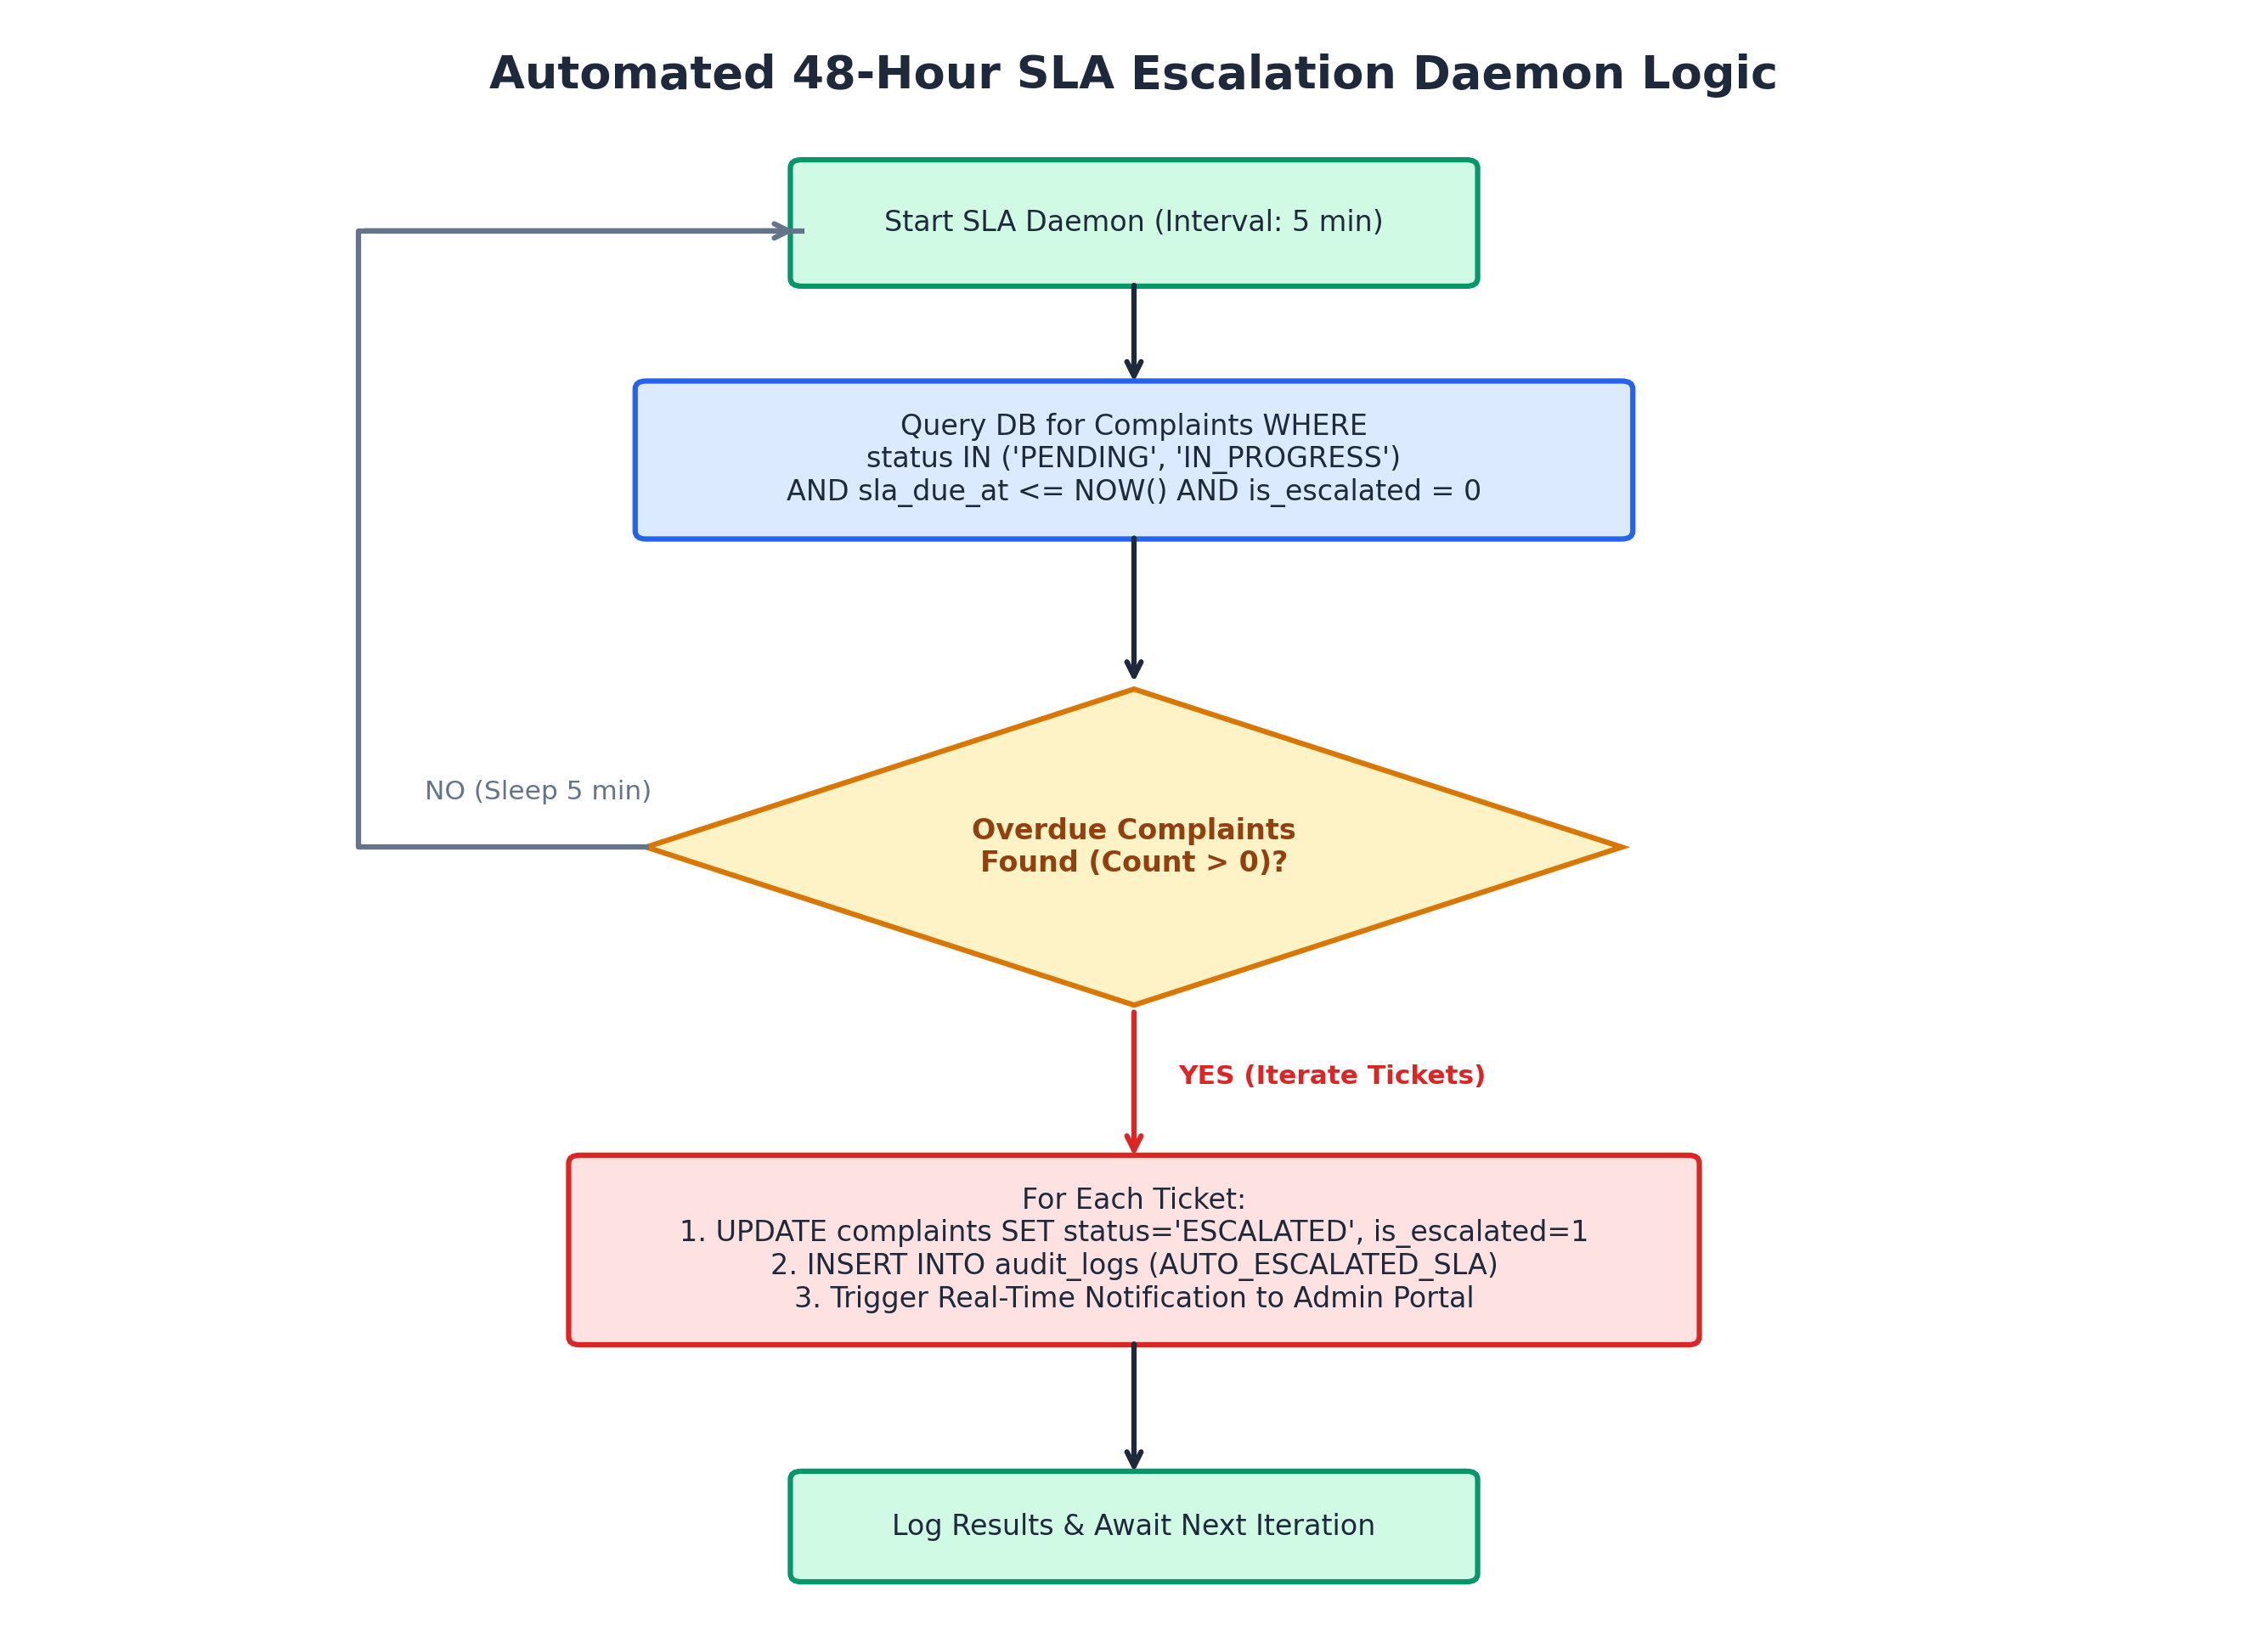 Automated 48-Hour SLA Escalation Daemon Logic
Start SLA Daemon (Interval: 5 min)
Query DB for Complaints WHERE
status IN ('PENDING', 'IN_PROGRESS')
AND sla_due_at <= NOW() AND is_escalated = 0
NO (Sleep 5 min)
Overdue Complaints
Found (Count > 0)?
YES (Iterate Tickets)
For Each Ticket:
1. UPDATE complaints SET status='ESCALATED', is_escalated=1
2. INSERT INTO audit_logs (AUTO_ESCALATED_SLA)
3. Trigger Real-Time Notification to Admin Portal
Log Results & Await Next Iteration